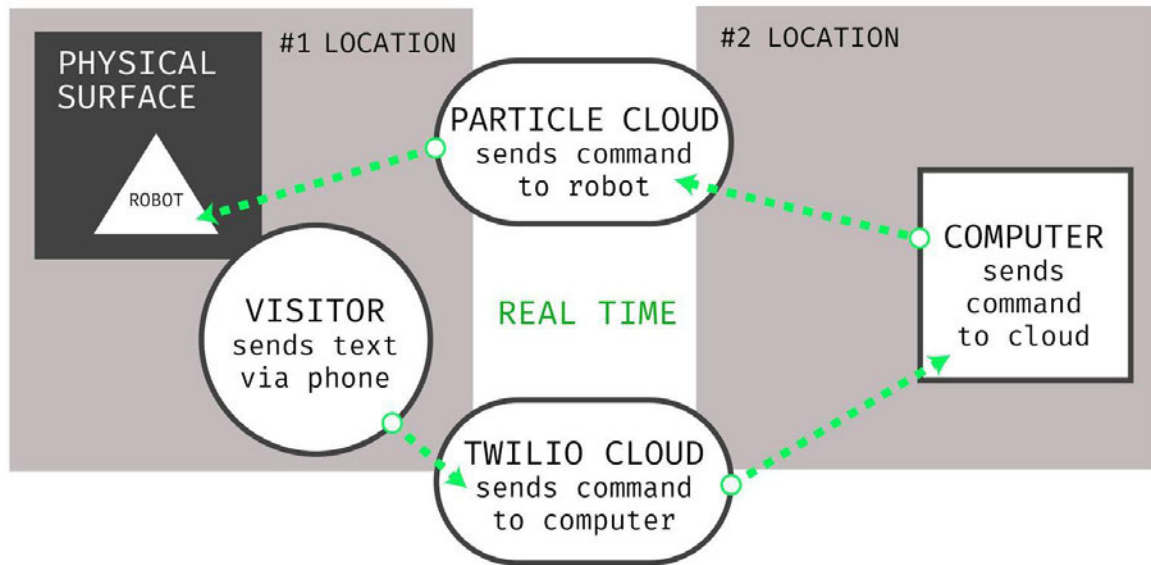 #1 LOCATION
PHYSICAL
SURFACE
ROBOT
VISITOR
sends text
via phone
PARTICLE CLOUD
sends command
to robot
REAL TIME
TWILIO CLOUD
sends command
to computer
#2 LOCATION
COMPUTER
sends
command
to cloud